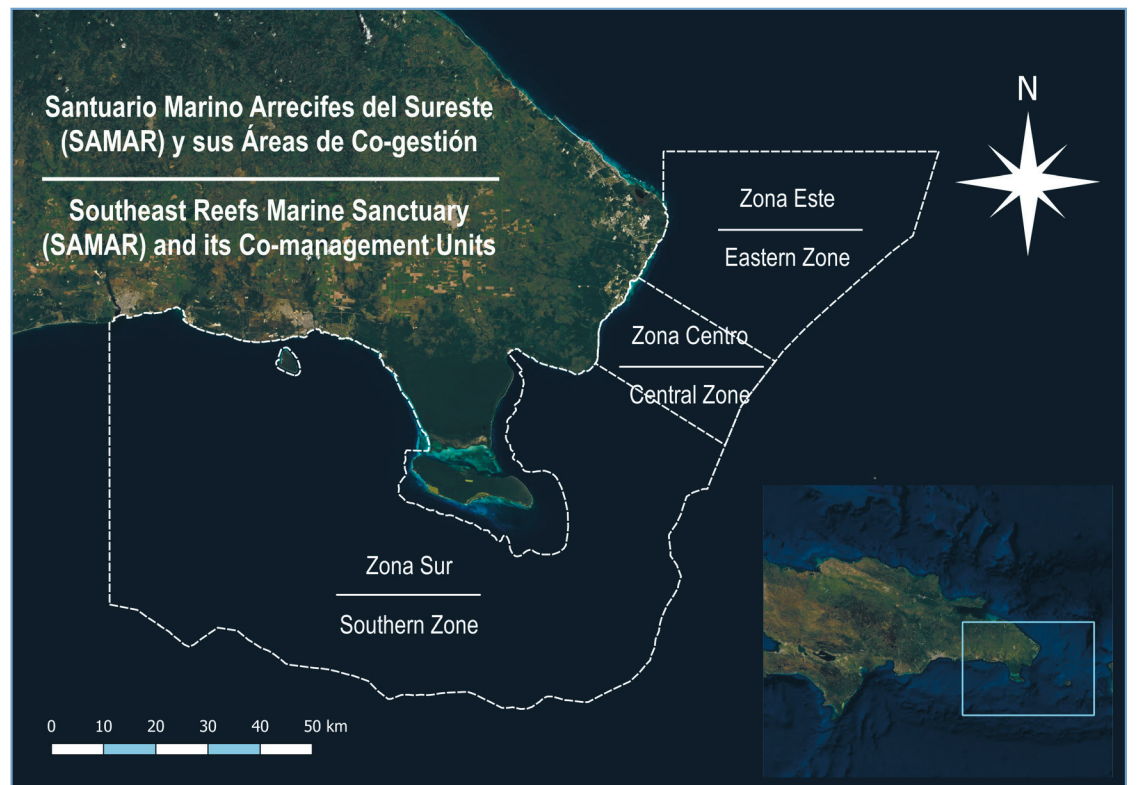 Santuario Marino Arrecifes del Sureste
(SAMAR) y sus Áreas de Co-gestión
Southeast Reefs Marine Sanctuary
(SAMAR) and its Co-management Units
N
Zona Este
Eastern Zone
Zona Centro
Central Zone
Zona Sur
Southern Zone
0 10 20 30 40 50 km